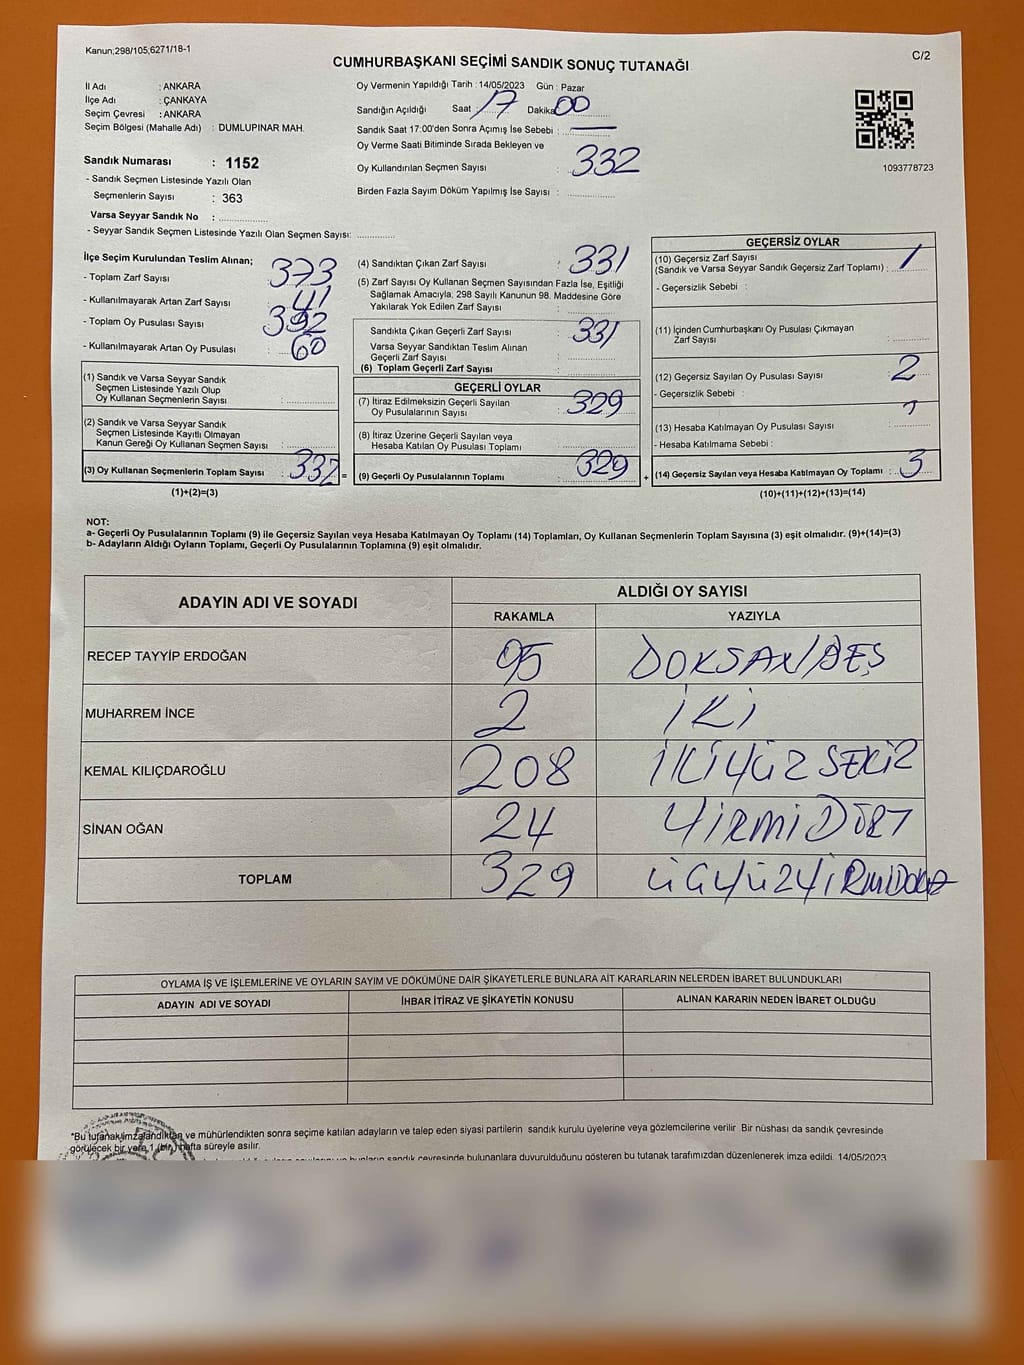 Kanun;298/105,6271/18-1
C/2
CUMHURBAŞKANI SEÇİMİ SANDIK SONUÇ TUTANAĞI
İl Adı : ANKARA
İlçe Adı : ÇANKAYA
Seçim Çevresi : ANKARA
Seçim Bölgesi (Mahalle Adı) : DUMLUPINAR MAH.
Sandık Numarası : 1152
- Sandık Seçmen Listesinde Yazılı Olan
Seçmenlerin Sayısı : 363
Varsa Seyyar Sandık No :
- Seyyar Sandık Seçmen Listesinde Yazılı Olan Seçmen Sayısı:
Oy Vermenin Yapıldığı Tarih : 14/05/2023 Gün : Pazar
Sandığın Açıldığı Saat : 17 Dakika 00
Sandık Saat 17:00'den Sonra Açımış İse Sebebi :
Oy Verme Saati Bitiminde Sırada Bekleyen ve
Oy Kullandırılan Seçmen Sayısı : 332
Birden Fazla Sayım Döküm Yapılmış İse Sayısı :
1093778723
İlçe Seçim Kurulundan Teslim Alınan;
- Toplam Zarf Sayısı : 373
- Kullanılmayarak Artan Zarf Sayısı : 41
- Toplam Oy Pusulası Sayısı : 392
- Kullanılmayarak Artan Oy Pusulası : 60
(1) Sandık ve Varsa Seyyar Sandık
Seçmen Listesinde Yazılı Olup
Oy Kullanan Seçmenlerin Sayısı :
(2) Sandık ve Varsa Seyyar Sandık
Seçmen Listesinde Kayıtlı Olmayan
Kanun Gereği Oy Kullanan Seçmen Sayısı :
(3) Oy Kullanan Seçmenlerin Toplam Sayısı : 332 =
(1)+(2)=(3)
(4) Sandıktan Çıkan Zarf Sayısı : 331
(5) Zarf Sayısı Oy Kullanan Seçmen Sayısından Fazla İse, Eşitliği
Sağlamak Amacıyla, 298 Sayılı Kanunun 98. Maddesine Göre
Yakılarak Yok Edilen Zarf Sayısı :
Sandıkta Çıkan Geçerli Zarf Sayısı : 331
Varsa Seyyar Sandıktan Teslim Alınan
Geçerli Zarf Sayısı :
(6) Toplam Geçerli Zarf Sayısı :
GEÇERLİ OYLAR
(7) İtiraz Edilmeksizin Geçerli Sayılan
Oy Pusulalarının Sayısı : 329
(8) İtiraz Üzerine Geçerli Sayılan veya
Hesaba Katılan Oy Pusulası Toplamı :
(9) Geçerli Oy Pusulalarının Toplamı : 329 +
GEÇERSİZ OYLAR
(10) Geçersiz Zarf Sayısı
(Sandık ve Varsa Seyyar Sandık Geçersiz Zarf Toplamı) : 1
- Geçersizlik Sebebi :
(11) İçinden Cumhurbaşkanı Oy Pusulası Çıkmayan
Zarf Sayısı :
(12) Geçersiz Sayılan Oy Pusulası Sayısı : 2
- Geçersizlik Sebebi :
(13) Hesaba Katılmayan Oy Pusulası Sayısı :
- Hesaba Katılmama Sebebi :
(14) Geçersiz Sayılan veya Hesaba Katılmayan Oy Toplamı : 3
(10)+(11)+(12)+(13)=(14)
NOT:
a- Geçerli Oy Pusulalarının Toplamı (9) ile Geçersiz Sayılan veya Hesaba Katılmayan Oy Toplamı (14) Toplamları, Oy Kullanan Seçmenlerin Toplam Sayısına (3) eşit olmalıdır. (9)+(14)=(3)
b- Adayların Aldığı Oyların Toplamı, Geçerli Oy Pusulalarının Toplamına (9) eşit olmalıdır.
ADAYIN ADI VE SOYADI
ALDIĞI OY SAYISI
RAKAMLA YAZIYLA
RECEP TAYYİP ERDOĞAN 95 DOKSAN/BEŞ
MUHARREM İNCE 2 İKİ
KEMAL KILIÇDAROĞLU 208 İKİYÜZ SEKİZ
SİNAN OĞAN 24 YİRMİDÖRT
TOPLAM 329 ÜÇYÜZYİRMİDOKUZ
OYLAMA İŞ VE İŞLEMLERİNE VE OYLARIN SAYIM VE DÖKÜMÜNE DAİR ŞİKAYETLERLE BUNLARA AİT KARARLARIN NELERDEN İBARET BULUNDUKLARI
ADAYIN ADI VE SOYADI İHBAR İTİRAZ VE ŞİKAYETİN KONUSU ALINAN KARARIN NEDEN İBARET OLDUĞU
*Bu tutanak imzalandıktan ve mühürlendikten sonra seçime katılan adayların ve talep eden siyasi partilerin sandık kurulu üyelerine veya gözlemcilerine verilir Bir nüshası da sandık çevresinde
görülecek bir yere 1 (bir) hafta süreyle asılır.
sandık çevresinde bulunanlara duyurulduğunu gösteren bu tutanak tarafımızdan düzenlenerek imza edildi. 14/05/2023